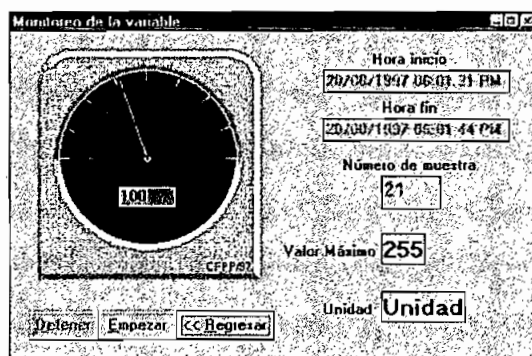 Monitoreo de la variable
Hora inicio
20/08/1997 06:01:31 PM
Hora fin
20/08/1997 06:01:44 PM
Número de muestra
21
Valor Máximo 255
Unidad Unidad
100
Detener Empezar << Regresar